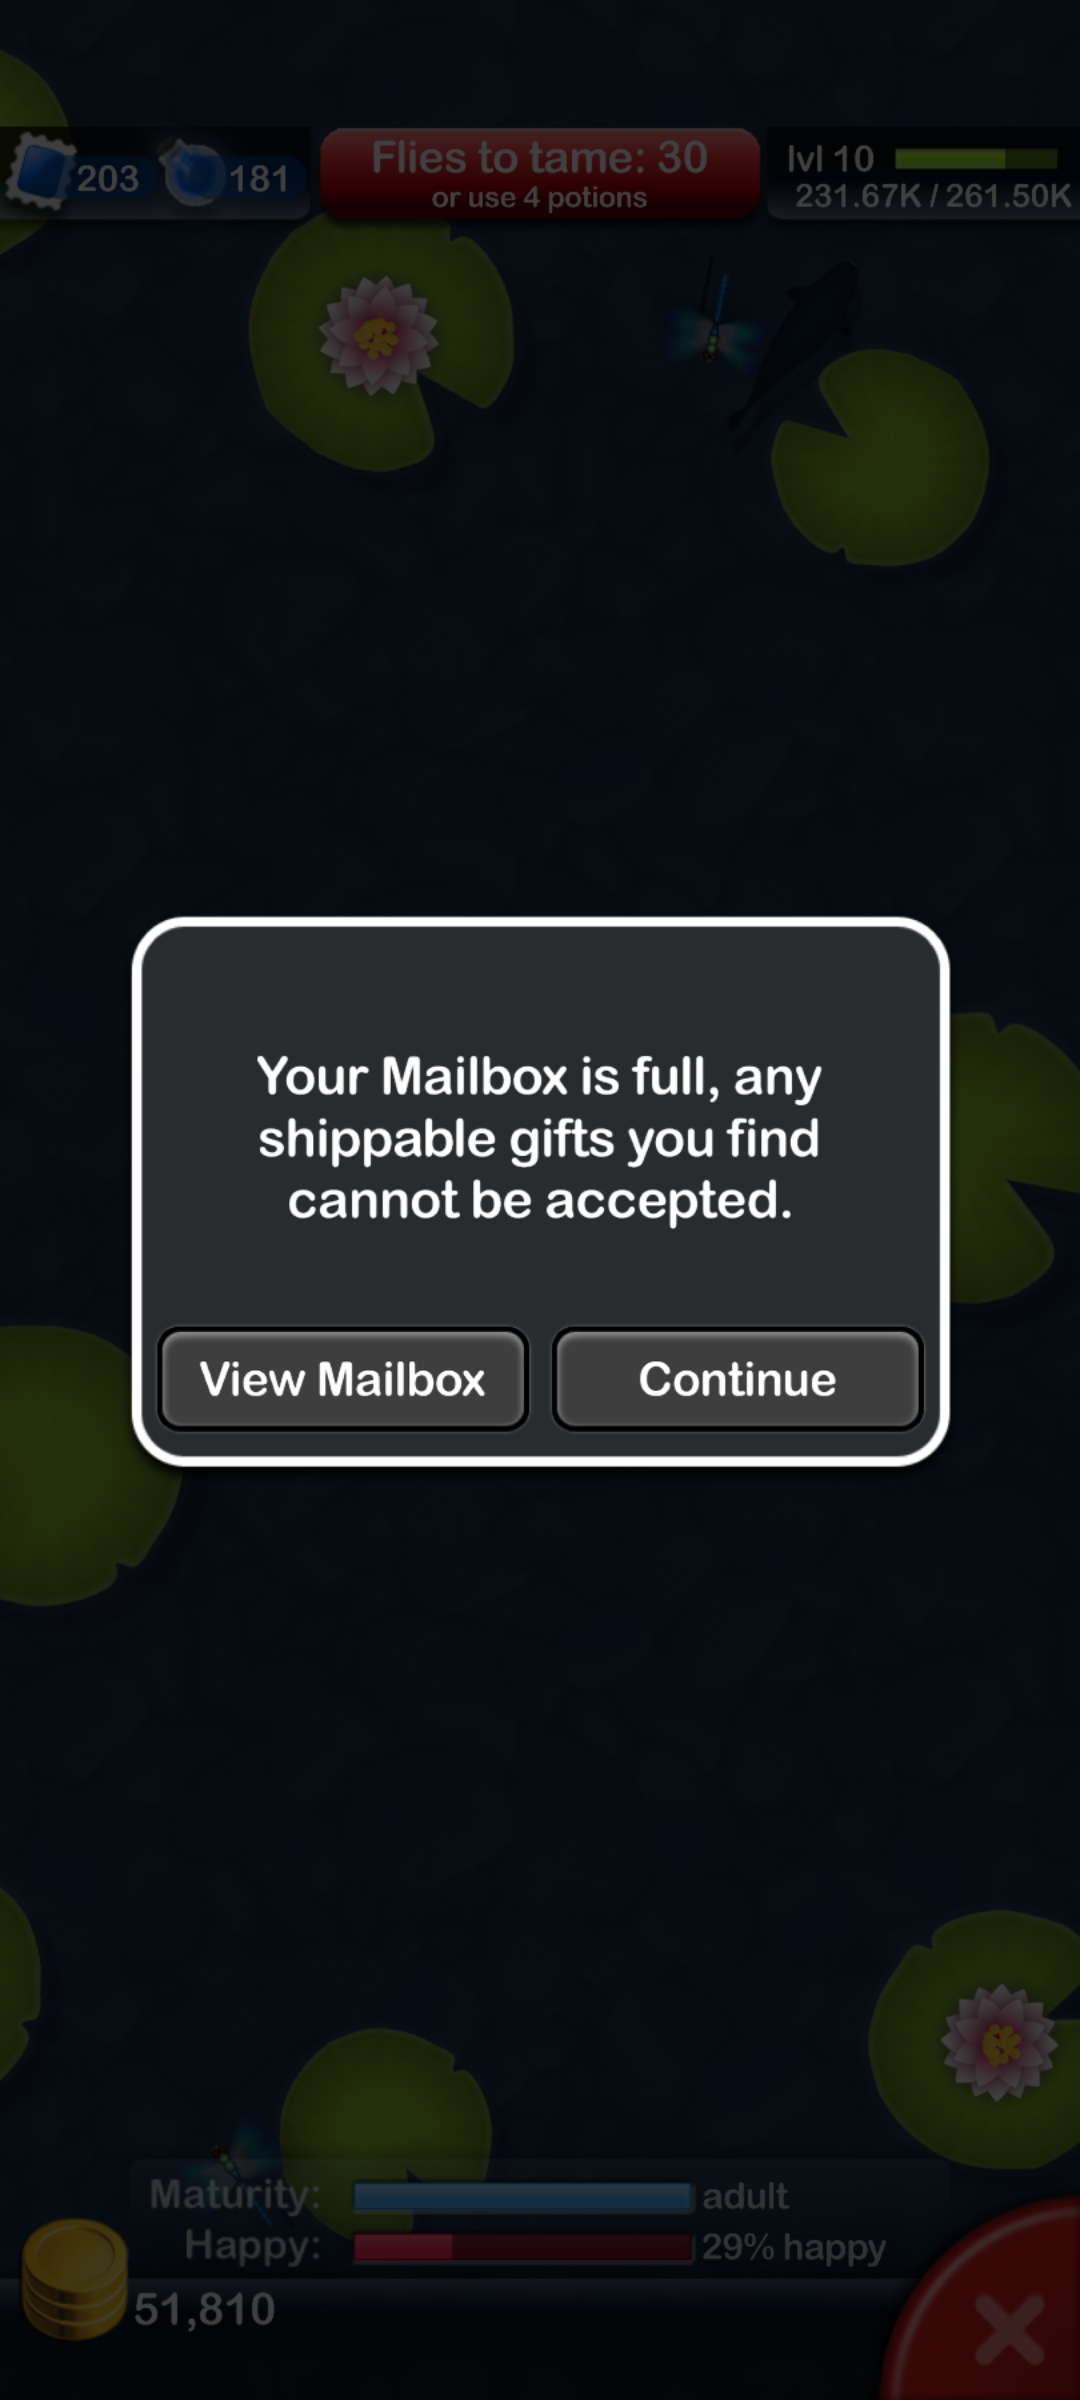 203
181
Flies to tame: 30
or use 4 potions
lvl 10
231.67K / 261.50K
Your Mailbox is full, any
shippable gifts you find
cannot be accepted.
View Mailbox
Continue
Maturity:
adult
Happy:
29% happy
51,810